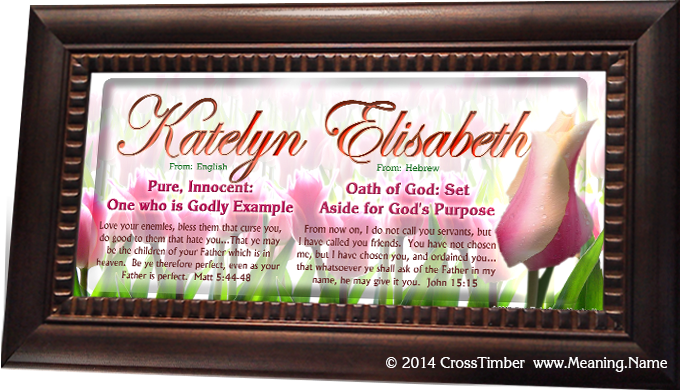 Katelyn Elisabeth
From: English
Pure, Innocent:
One who is Godly Example
Love your enemies, bless them that curse you,
do good to them that hate you...That ye may
be the children of your Father which is in
heaven. Be ye therefore perfect, even as your
Father is perfect. Matt 5:44-48
From: Hebrew
Oath of God: Set
Aside for God's Purpose
From now on, I do not call you servants, but
I have called you friends. You have not chosen
me, but I have chosen you, and ordained you...
that whatsoever ye shall ask of the Father in my
name, he may give it you. John 15:15
© 2014 CrossTimber www.Meaning.Name